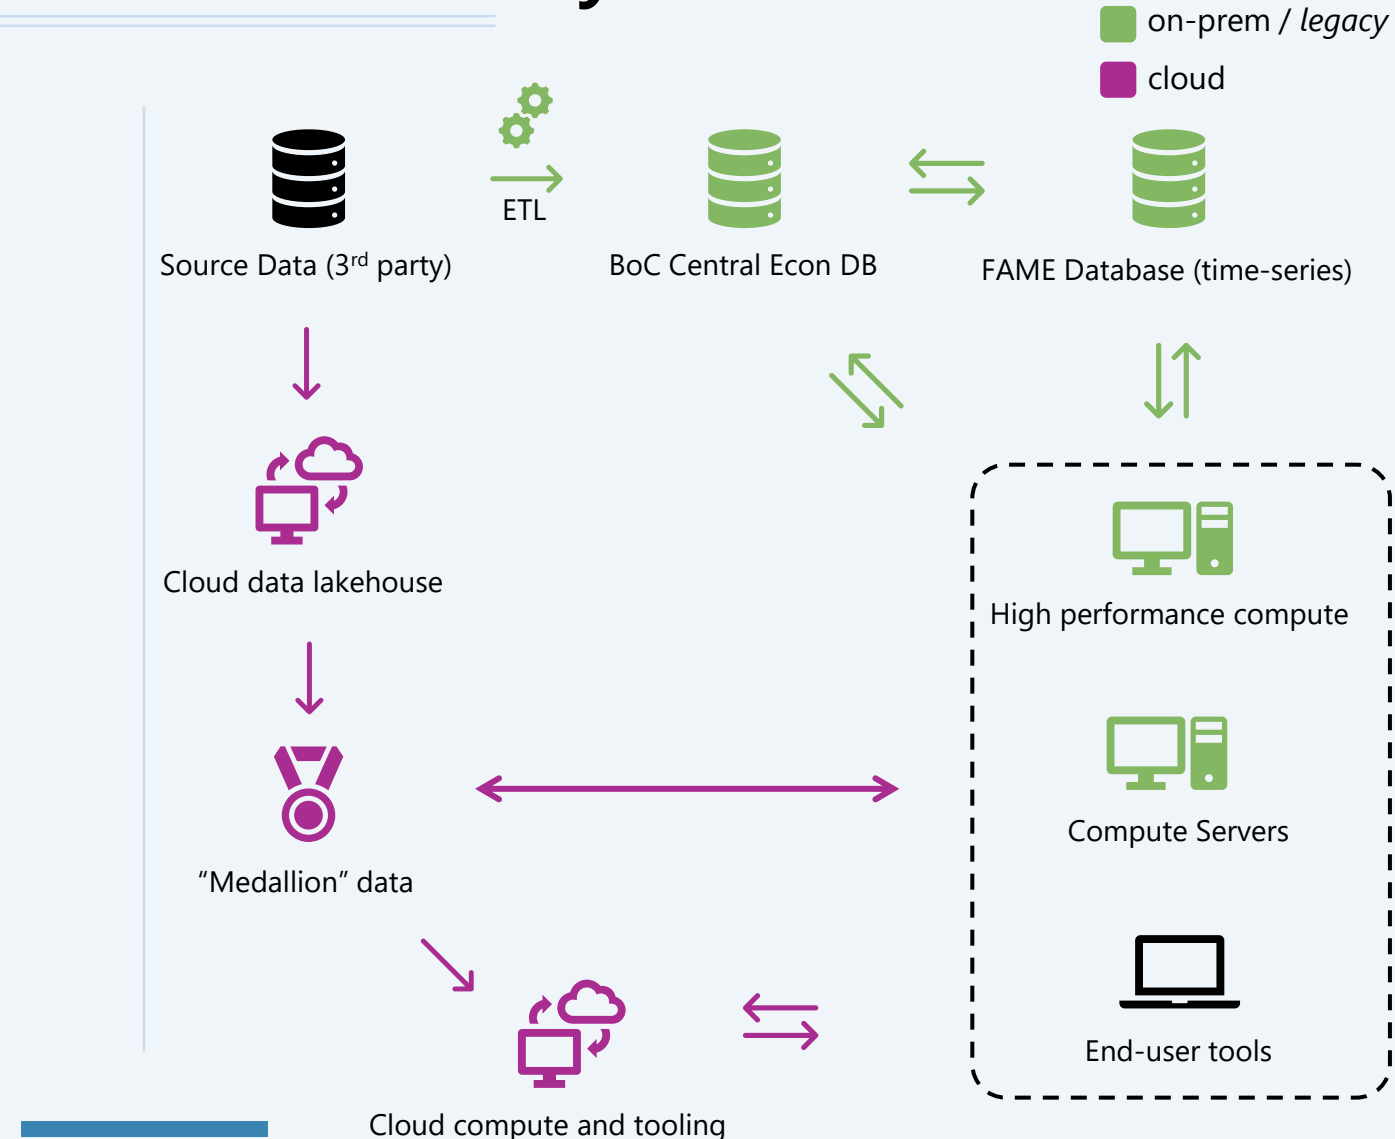 on-prem / legacy
cloud
ETL
Source Data (3rd party)
BoC Central Econ DB
FAME Database (time-series)
Cloud data lakehouse
High performance compute
Compute Servers
“Medallion” data
End-user tools
Cloud compute and tooling